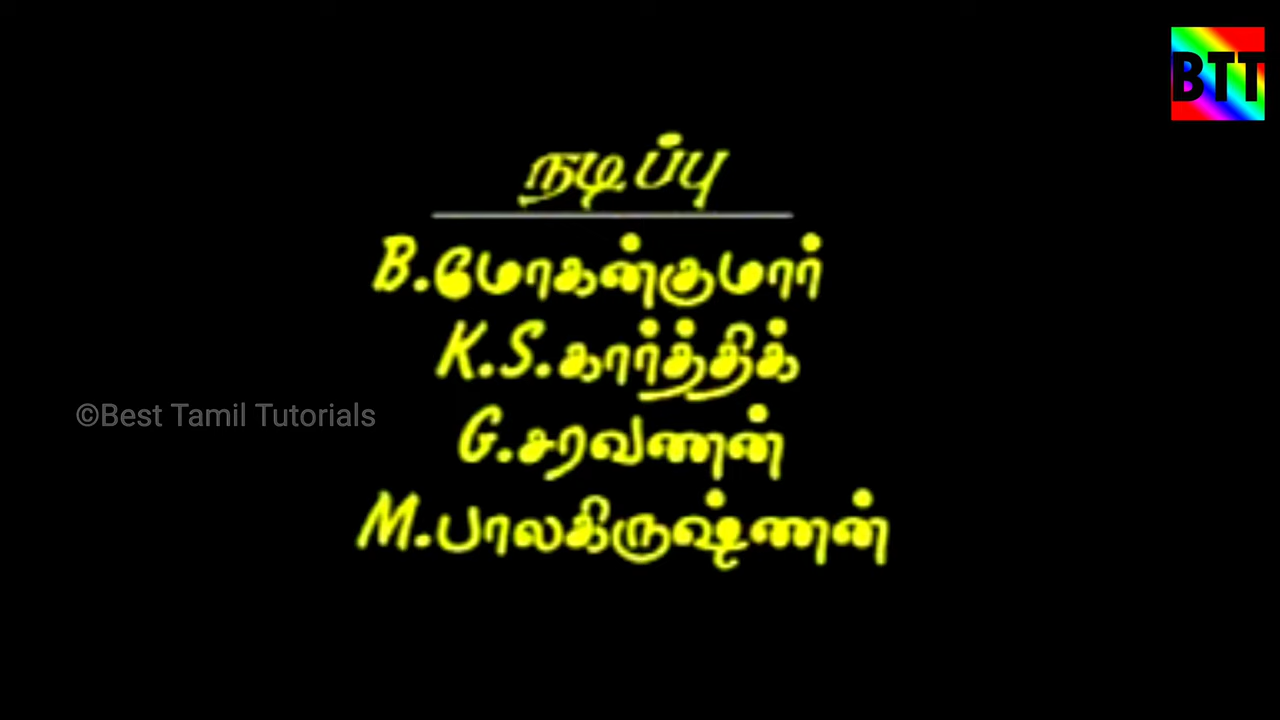 BTT
நடிப்பு
B.மோகன்குமார்
K.S.கார்த்திக்
©Best Tamil Tutorials
G.சரவணன்
M.பாலகிருஷ்ணன்